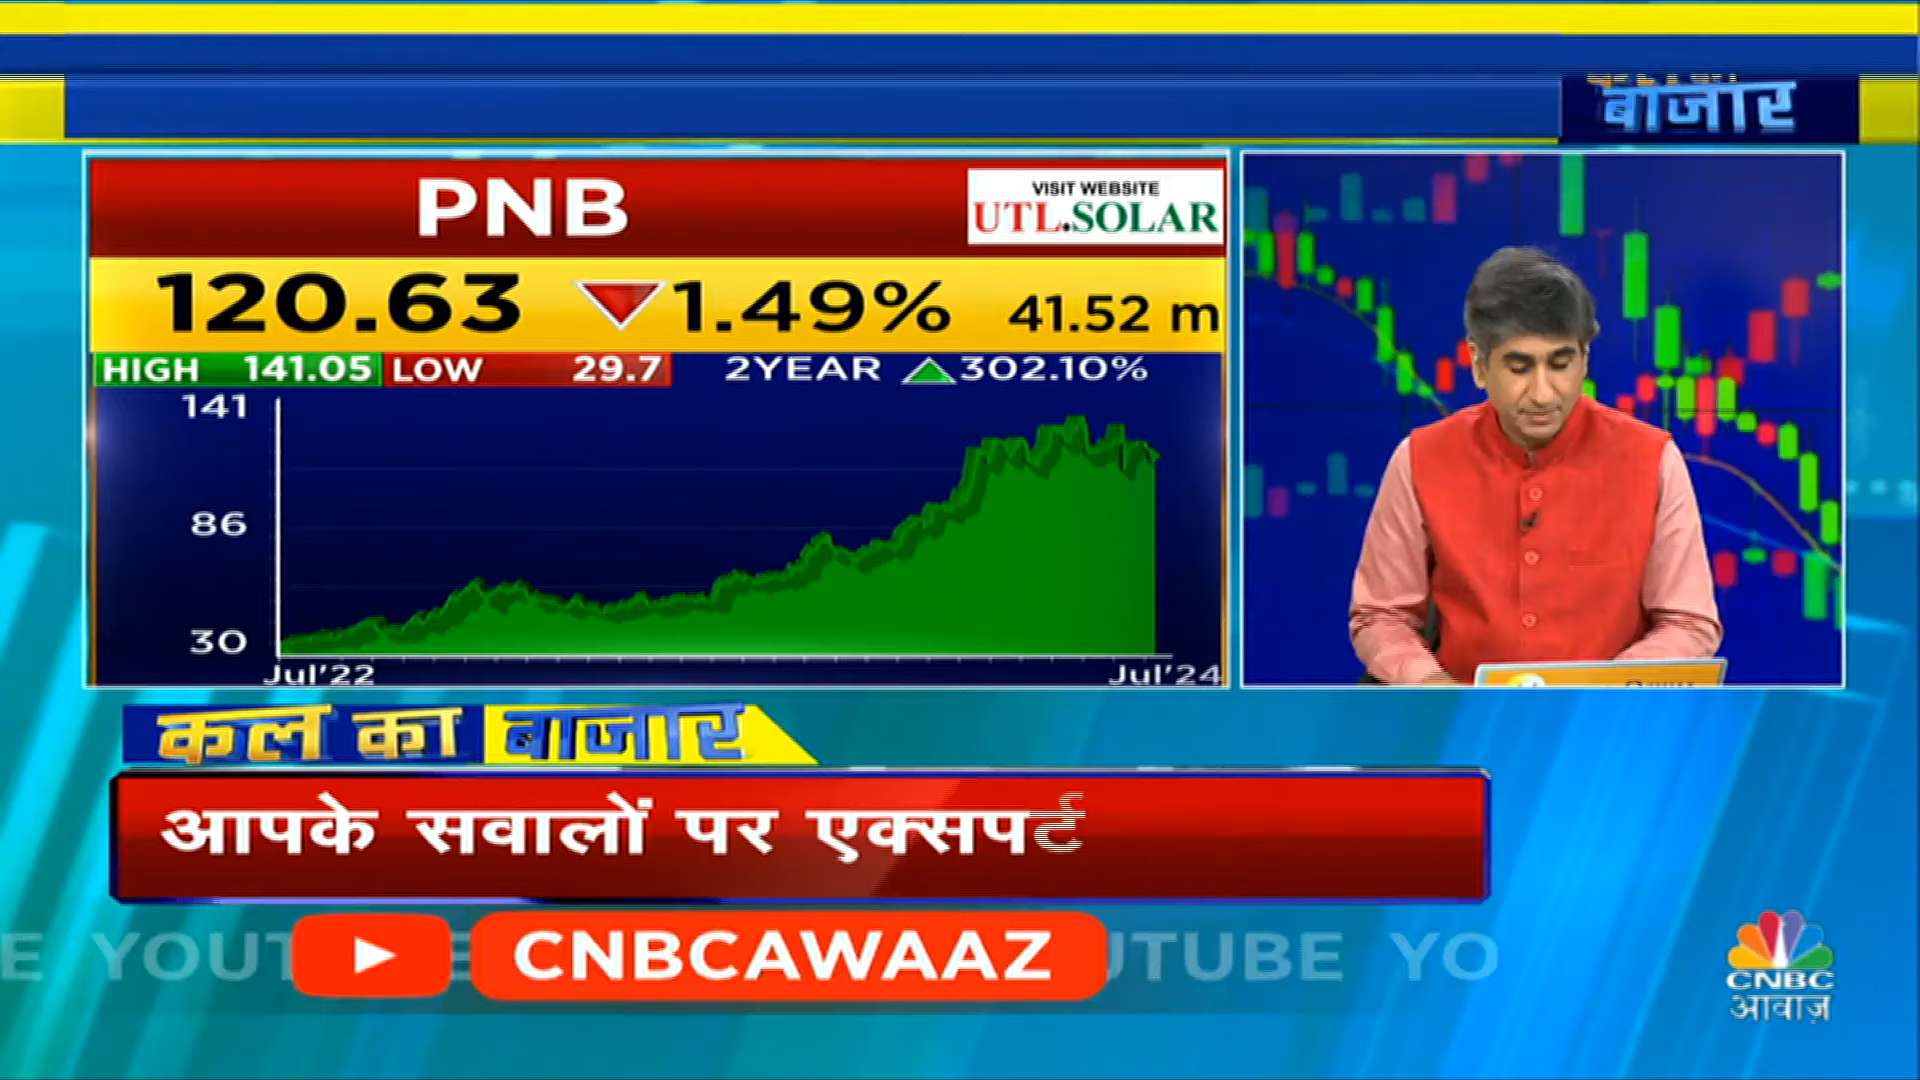 बाजार
PNB
VISIT WEBSITE
UTL.SOLAR
120.63 1.49% 41.52 m
HIGH 141.05 LOW 29.7 2YEAR 302.10%
141
86
30
Jul'22 Jul'24
कल का बाजार
आपके सवालों पर एक्सपर्ट
E YOUT E CNBCAWAAZ UTUBE YO
CNBC
आवाज़